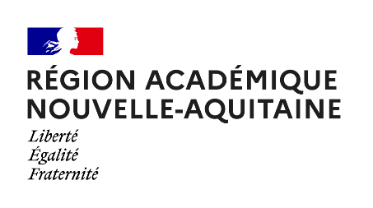 RÉGION ACADÉMIQUE
NOUVELLE-AQUITAINE
Liberté
Égalité
Fraternité